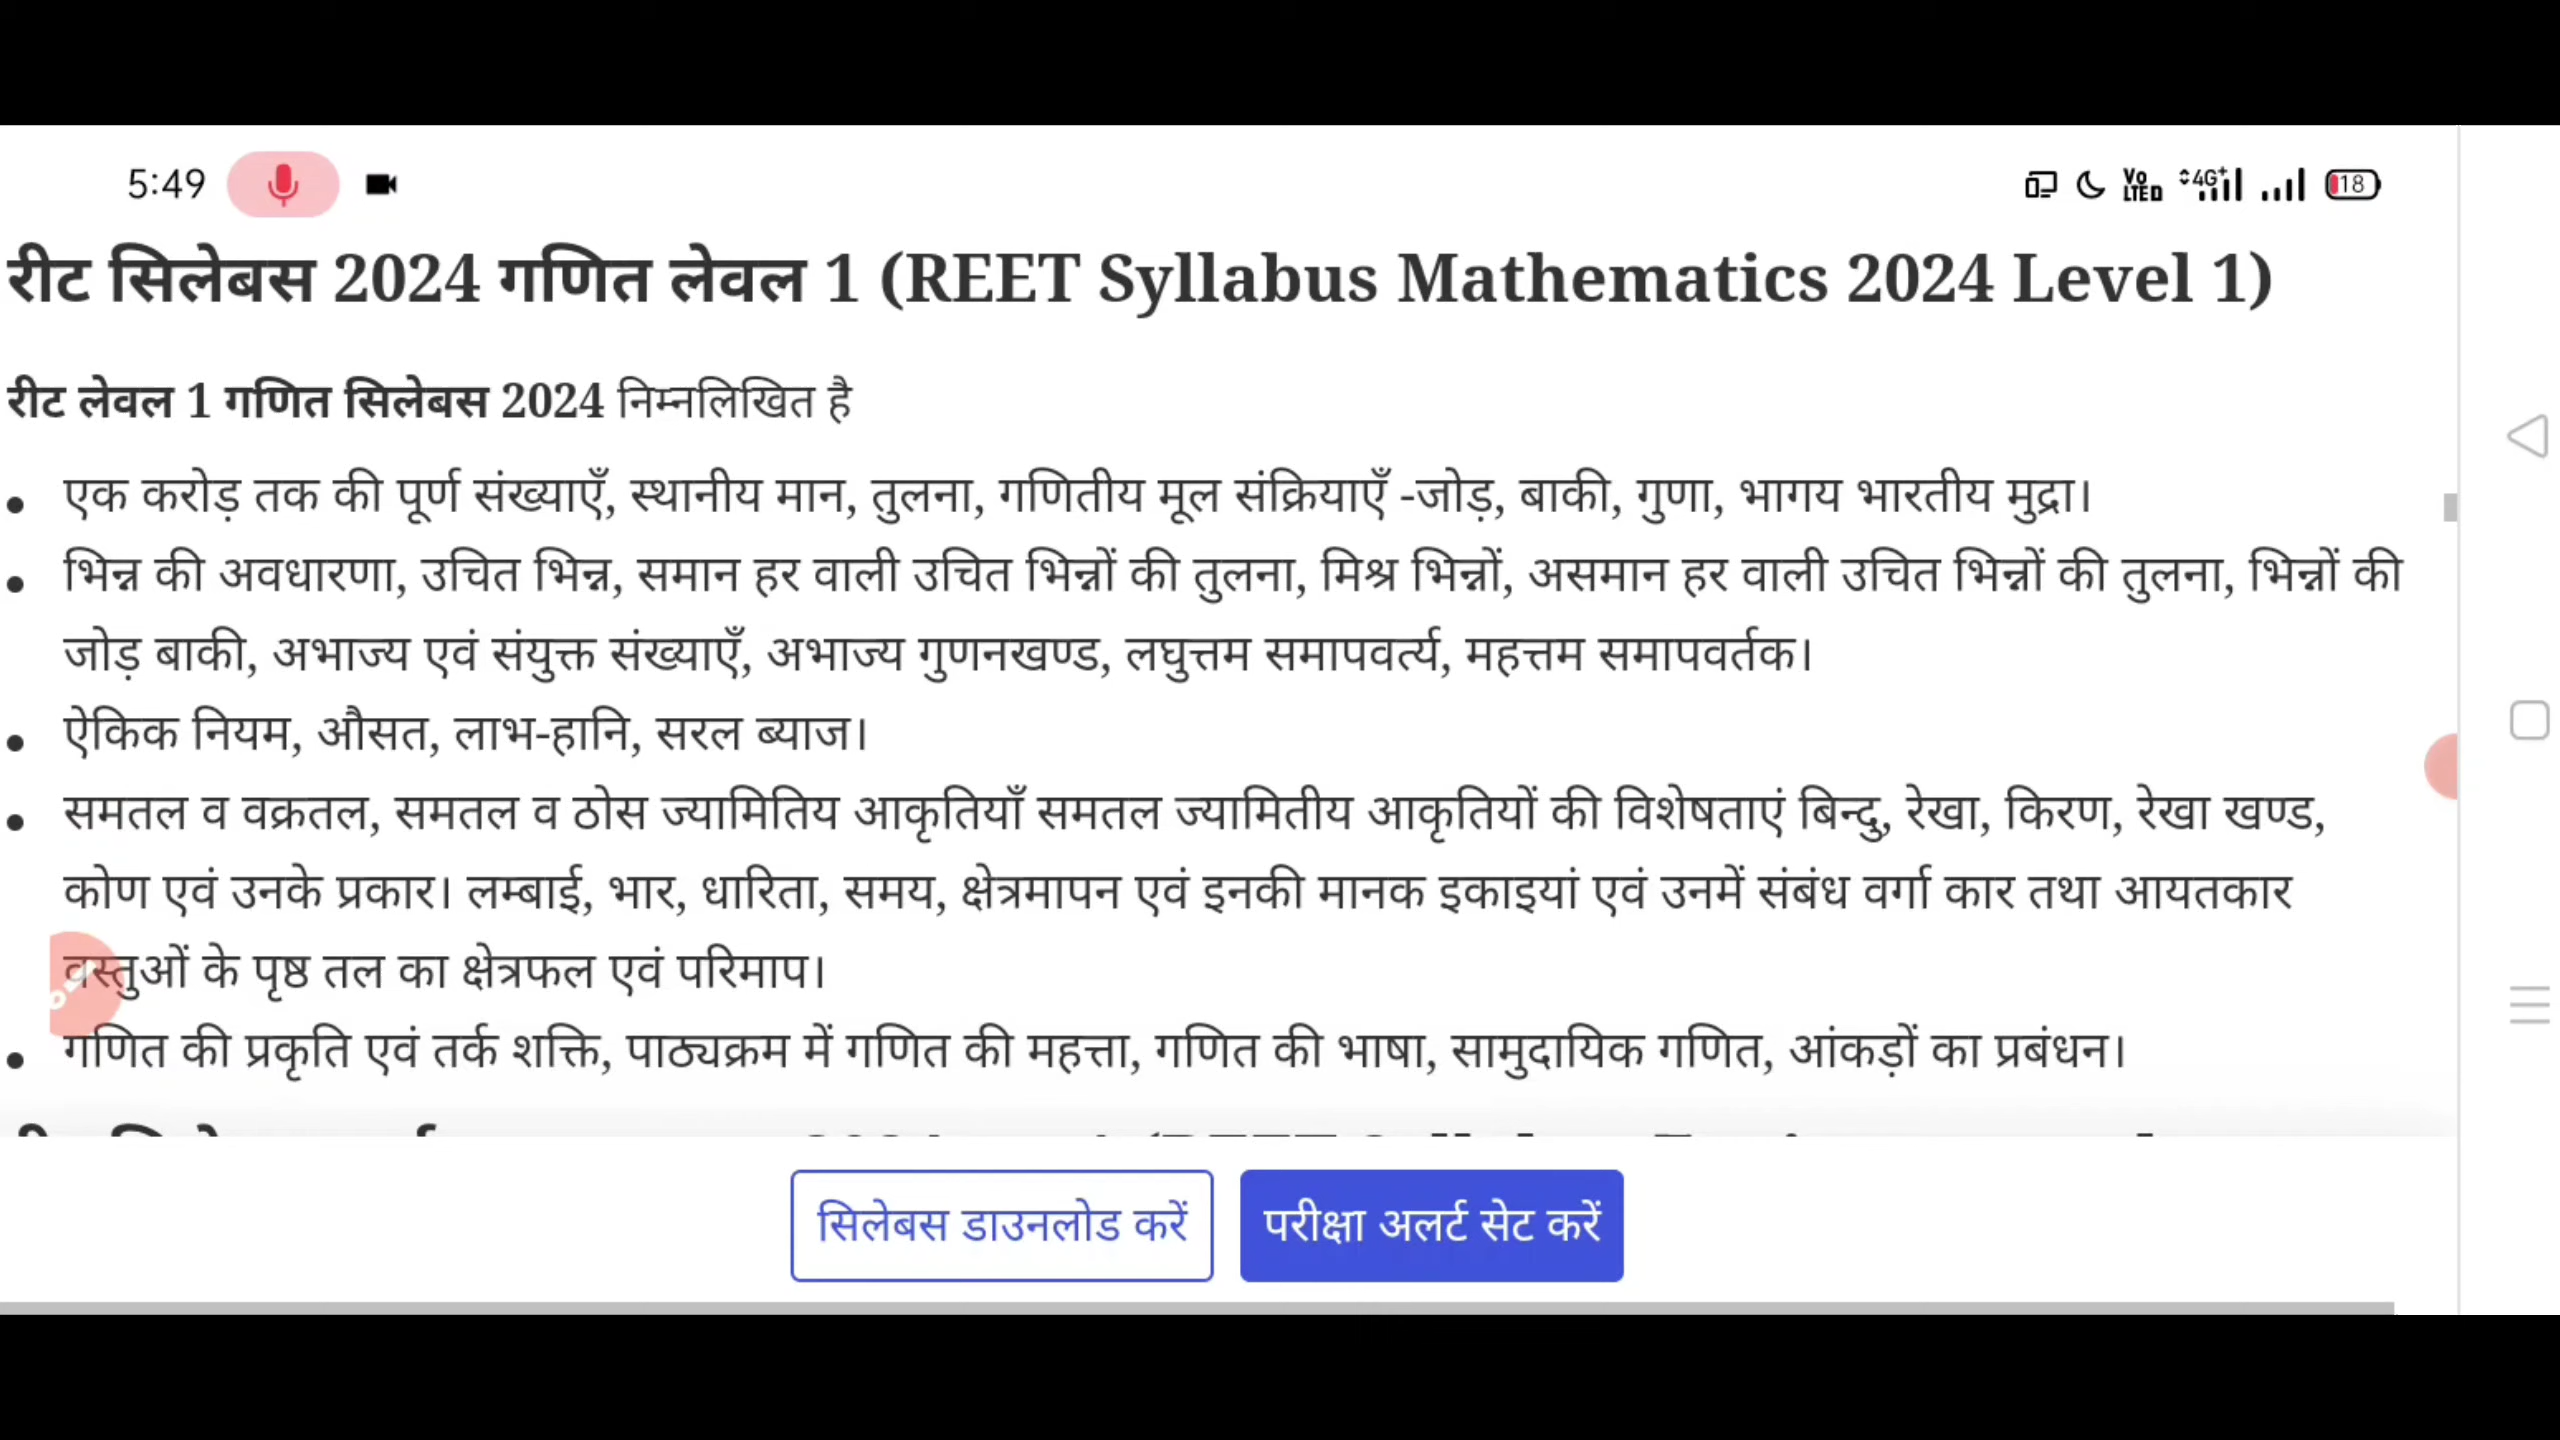 5:49
Vo LTED 4G+ 18
रीट सिलेबस 2024 गणित लेवल 1 (REET Syllabus Mathematics 2024 Level 1)
रीट लेवल 1 गणित सिलेबस 2024 निम्नलिखित है
• एक करोड़ तक की पूर्ण संख्याएँ, स्थानीय मान, तुलना, गणितीय मूल संक्रियाएँ -जोड़, बाकी, गुणा, भागय भारतीय मुद्रा।
• भिन्न की अवधारणा, उचित भिन्न, समान हर वाली उचित भिन्नों की तुलना, मिश्र भिन्नों, असमान हर वाली उचित भिन्नों की तुलना, भिन्नों की
जोड़ बाकी, अभाज्य एवं संयुक्त संख्याएँ, अभाज्य गुणनखण्ड, लघुत्तम समापवर्त्य, महत्तम समापवर्तक।
• ऐकिक नियम, औसत, लाभ-हानि, सरल ब्याज।
• समतल व वक्रतल, समतल व ठोस ज्यामितिय आकृतियाँ समतल ज्यामितीय आकृतियों की विशेषताएं बिन्दु, रेखा, किरण, रेखा खण्ड,
कोण एवं उनके प्रकार। लम्बाई, भार, धारिता, समय, क्षेत्रमापन एवं इनकी मानक इकाइयां एवं उनमें संबंध वर्गा कार तथा आयतकार
वस्तुओं के पृष्ठ तल का क्षेत्रफल एवं परिमाप।
• गणित की प्रकृति एवं तर्क शक्ति, पाठ्यक्रम में गणित की महत्ता, गणित की भाषा, सामुदायिक गणित, आंकड़ों का प्रबंधन।
सिलेबस डाउनलोड करें
परीक्षा अलर्ट सेट करें